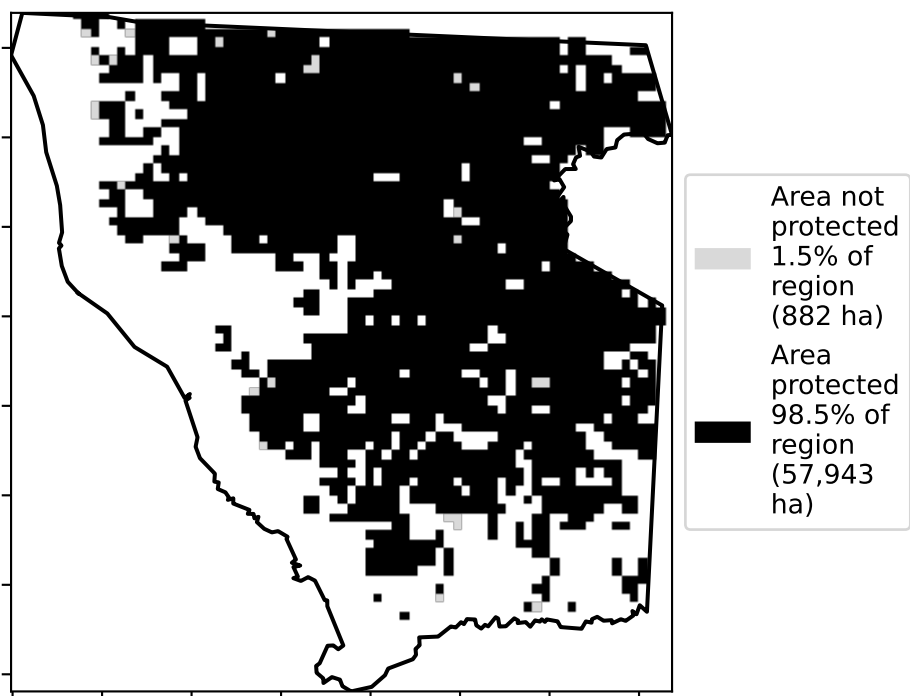 Area not
protected
1.5% of
region
(882 ha)
Area
protected
98.5% of
region
(57,943
ha)